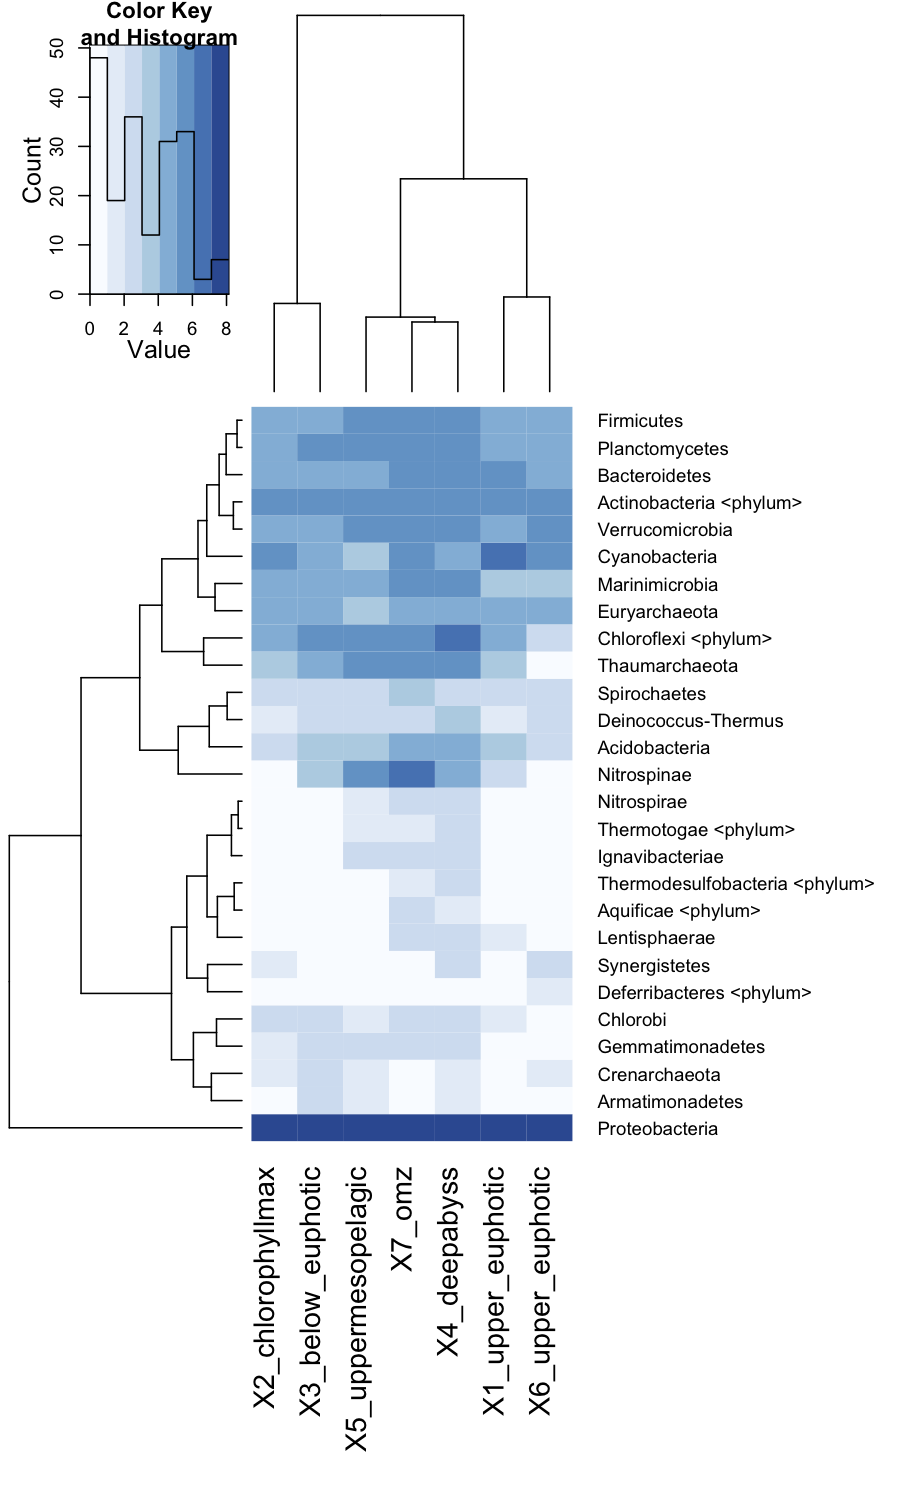 Color Key
and Histogram
50
40
30
20
10
0
Count
0 2 4 6 8
Value
Firmicutes
Planctomycetes
Bacteroidetes
Actinobacteria <phylum>
Verrucomicrobia
Cyanobacteria
Marinimicrobia
Euryarchaeota
Chloroflexi <phylum>
Thaumarchaeota
Spirochaetes
Deinococcus-Thermus
Acidobacteria
Nitrospinae
Nitrospirae
Thermotogae <phylum>
Ignavibacteriae
Thermodesulfobacteria <phylum>
Aquificae <phylum>
Lentisphaerae
Synergistetes
Deferribacteres <phylum>
Chlorobi
Gemmatimonadetes
Crenarchaeota
Armatimonadetes
Proteobacteria
X2_chlorophyllmax
X3_below_euphotic
X5_uppermesopelagic
X7_omz
X4_deepabyss
X1_upper_euphotic
X6_upper_euphotic